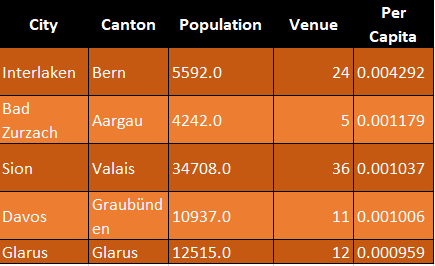 City Canton Population Venue Per Capita
Interlaken Bern 5592.0 24 0.004292
Bad Zurzach Aargau 4242.0 5 0.001179
Sion Valais 34708.0 36 0.001037
Davos Graubünden 10937.0 11 0.001006
Glarus Glarus 12515.0 12 0.000959